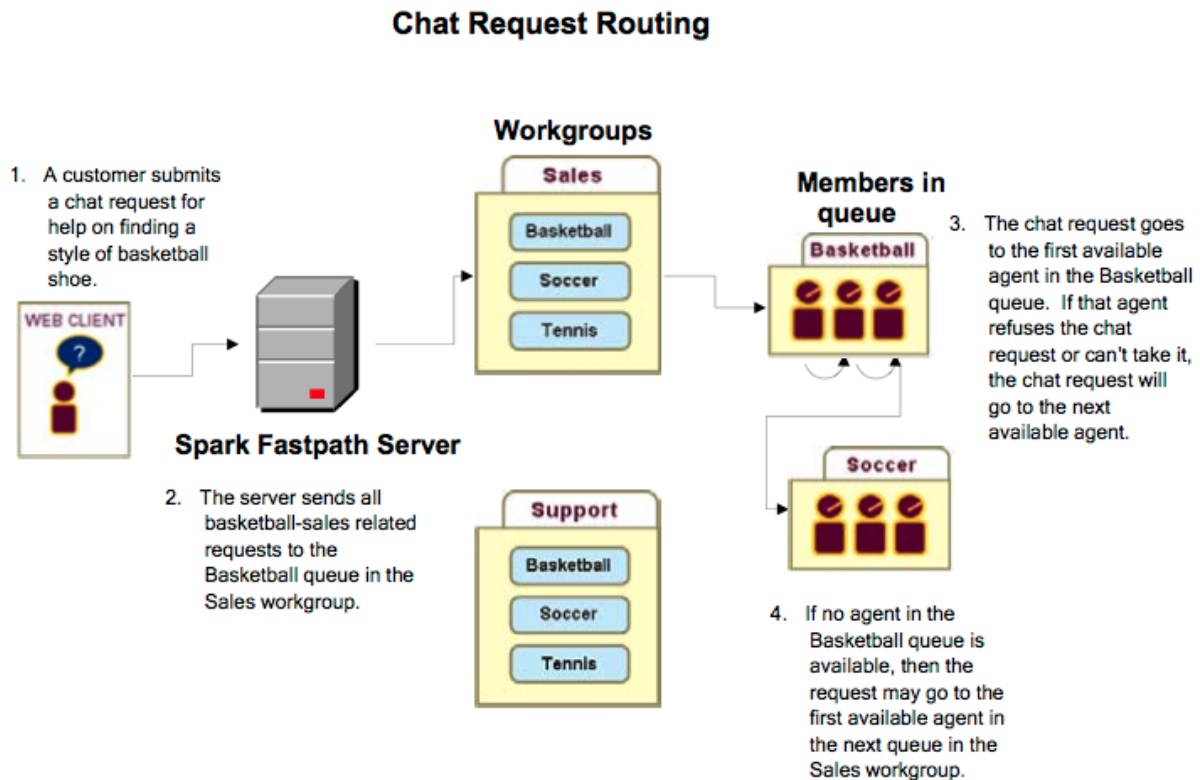 Chat Request Routing
1. A customer submits
a chat request for
help on finding a
style of basketball
shoe.
WEB CLIENT
?
Spark Fastpath Server
2. The server sends all
basketball-sales related
requests to the
Basketball queue in the
Sales workgroup.
Workgroups
Sales
Basketball
Soccer
Tennis
Support
Basketball
Soccer
Tennis
Members in
queue
Basketball
3. The chat request goes
to the first available
agent in the Basketball
queue. If that agent
refuses the chat
request or can't take it,
the chat request will
go to the next
available agent.
Soccer
4. If no agent in the
Basketball queue is
available, then the
request may go to the
first available agent in
the next queue in the
Sales workgroup.